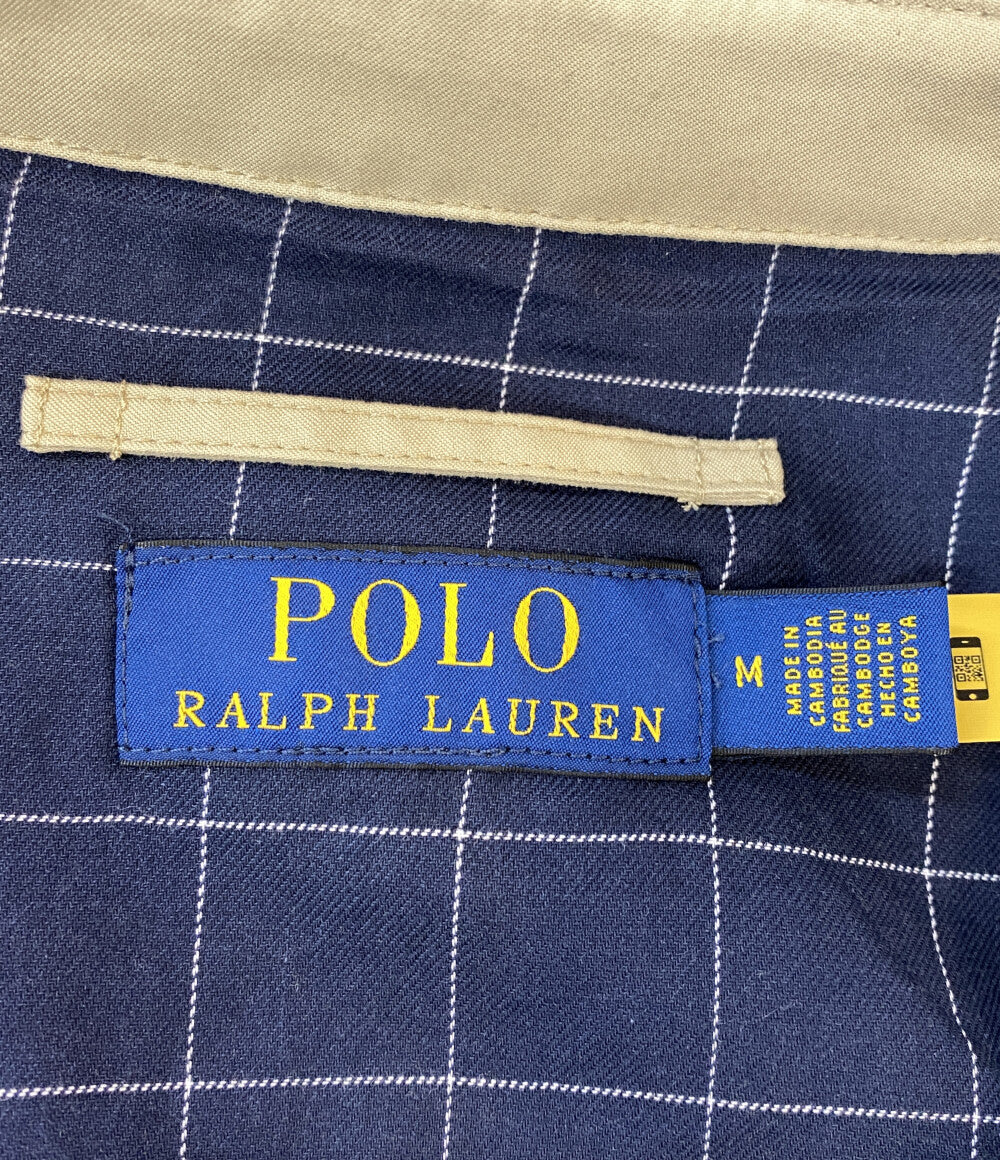 POLO
RALPH LAUREN
M
MADE IN
CAMBODIA
FABRIQUÉ AU
CAMBODGE
HECHO EN
CAMBOYA